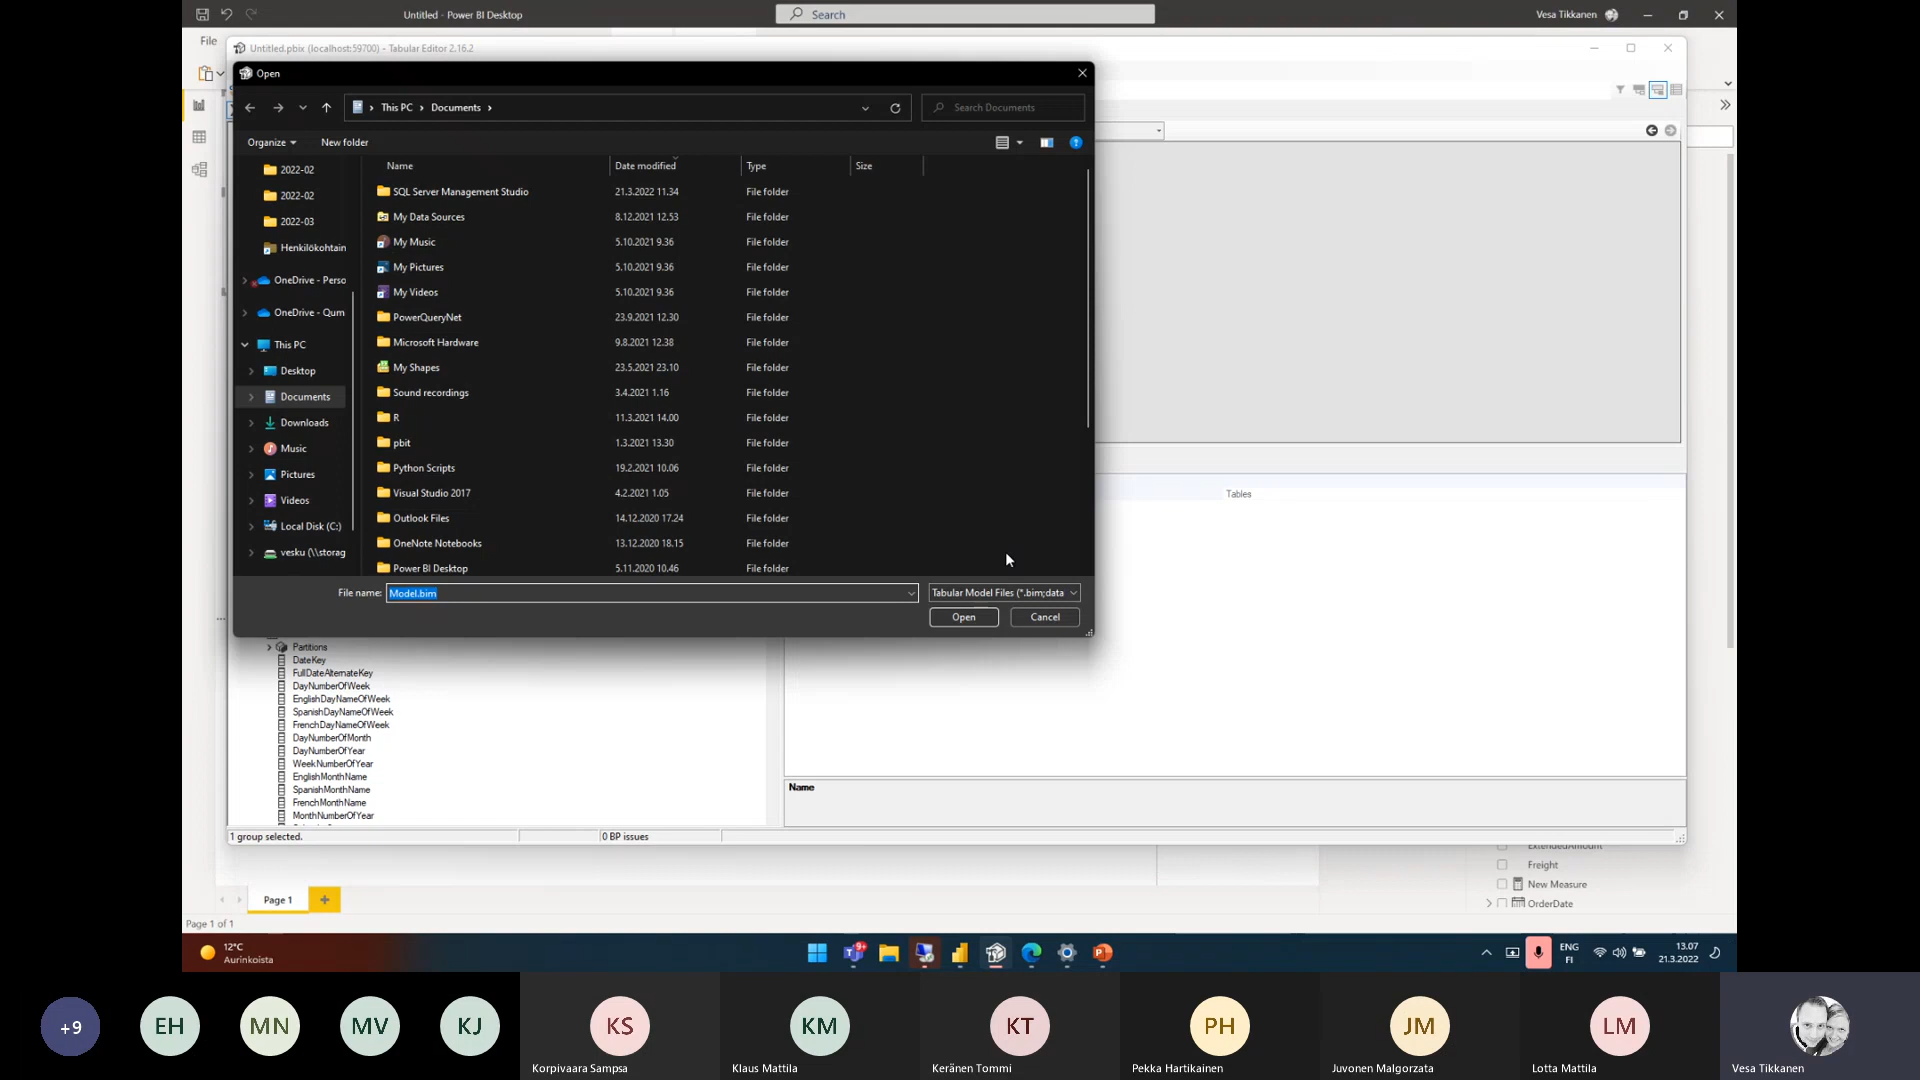 Untitled - Power BI Desktop
Search
Vesa Tikkanen
File
Untitled.pbix (localhost:59700) - Tabular Editor 2.16.2
Open
This PC
Documents
Search Documents
Organize
New folder
Name
Date modified
Type
Size
2022-02
2022-02
2022-03
Henkilökohtain
OneDrive - Perso
OneDrive - Qum
This PC
Desktop
Documents
Downloads
Music
Pictures
Videos
Local Disk (C:)
vesku (\\storag
SQL Server Management Studio 21.3.2022 11.34 File folder
My Data Sources 8.12.2021 12.53 File folder
My Music 5.10.2021 9.36 File folder
My Pictures 5.10.2021 9.36 File folder
My Videos 5.10.2021 9.36 File folder
PowerQueryNet 23.9.2021 12.30 File folder
Microsoft Hardware 9.8.2021 12.38 File folder
My Shapes 23.5.2021 23.10 File folder
Sound recordings 3.4.2021 1.16 File folder
R 11.3.2021 14.00 File folder
pbit 1.3.2021 13.30 File folder
Python Scripts 19.2.2021 10.06 File folder
Visual Studio 2017 4.2.2021 1.05 File folder
Outlook Files 14.12.2020 17.24 File folder
OneNote Notebooks 13.12.2020 18.15 File folder
Power BI Desktop 5.11.2020 10.46 File folder
File name: Model.bim
Tabular Model Files (*.bim;data
Open
Cancel
Tables
Partitions
DateKey
FullDateAlternateKey
DayNumberOfWeek
EnglishDayNameOfWeek
SpanishDayNameOfWeek
FrenchDayNameOfWeek
DayNumberOfMonth
DayNumberOfYear
WeekNumberOfYear
EnglishMonthName
SpanishMonthName
FrenchMonthName
MonthNumberOfYear
Name
1 group selected.
0 BP issues
ExtendedAmount
Freight
New Measure
OrderDate
Page 1
+
Page 1 of 1
12°C
Aurinkoista
9+
ENG
FI
13.07
21.3.2022
+9
EH
MN
MV
KJ
KS
KM
KT
PH
JM
LM
Korpivaara Sampsa
Klaus Mattila
Keränen Tommi
Pekka Hartikainen
Juvonen Malgorzata
Lotta Mattila
Vesa Tikkanen